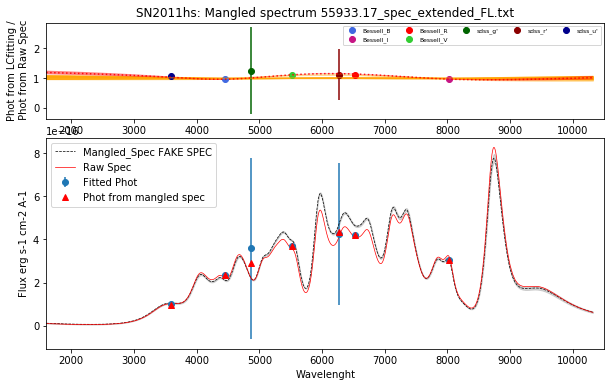 SN2011hs: Mangled spectrum 55933.17_spec_extended_FL.txt
Phot from LCfitting /
Phot from Raw Spec
2
1
0
Bessell_B
Bessell_R
sdss_g'
sdss_r'
sdss_u'
Bessell_I
Bessell_V
2000 3000 4000 5000 6000 7000 8000 9000 10000
Flux erg s-1 cm-2 A-1
8
6
4
2
0
Mangled_Spec FAKE SPEC
Raw Spec
Fitted Phot
Phot from mangled spec
2000 3000 4000 5000 6000 7000 8000 9000 10000
Wavelenght